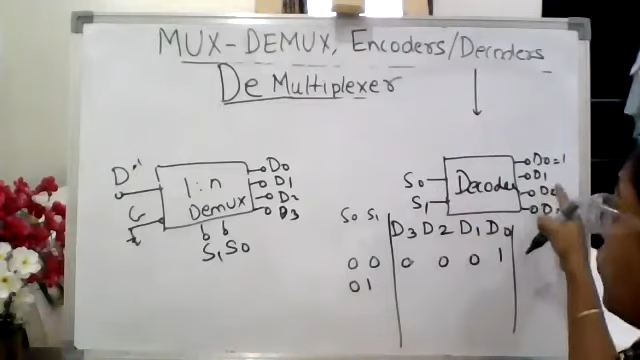 MUX-DEMUX, Encoders/Decoders
De Multiplexer
D
G
1:n
Demux
D0
D1
D2
D3
S1 S0
S0
S1
Decoder
D0=1
D1
S0 S1 D3 D2 D1 D0
0 0 0 0 0 1
0 1